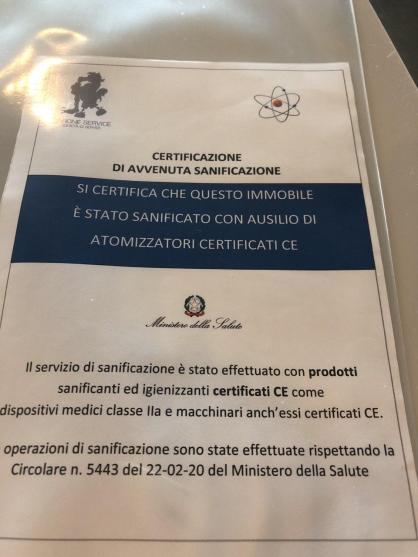 SERVICE
CERTIFICAZIONE
DI AVVENUTA SANIFICAZIONE
SI CERTIFICA CHE QUESTO IMMOBILE
È STATO SANIFICATO CON AUSILIO DI
ATOMIZZATORI CERTIFICATI CE
Ministero della Salute
Il servizio di sanificazione è stato effettuato con prodotti
sanificanti ed igienizzanti certificati CE come
dispositivi medici classe IIa e macchinari anch'essi certificati CE.
operazioni di sanificazione sono state effettuate rispettando la
Circolare n. 5443 del 22-02-20 del Ministero della Salute